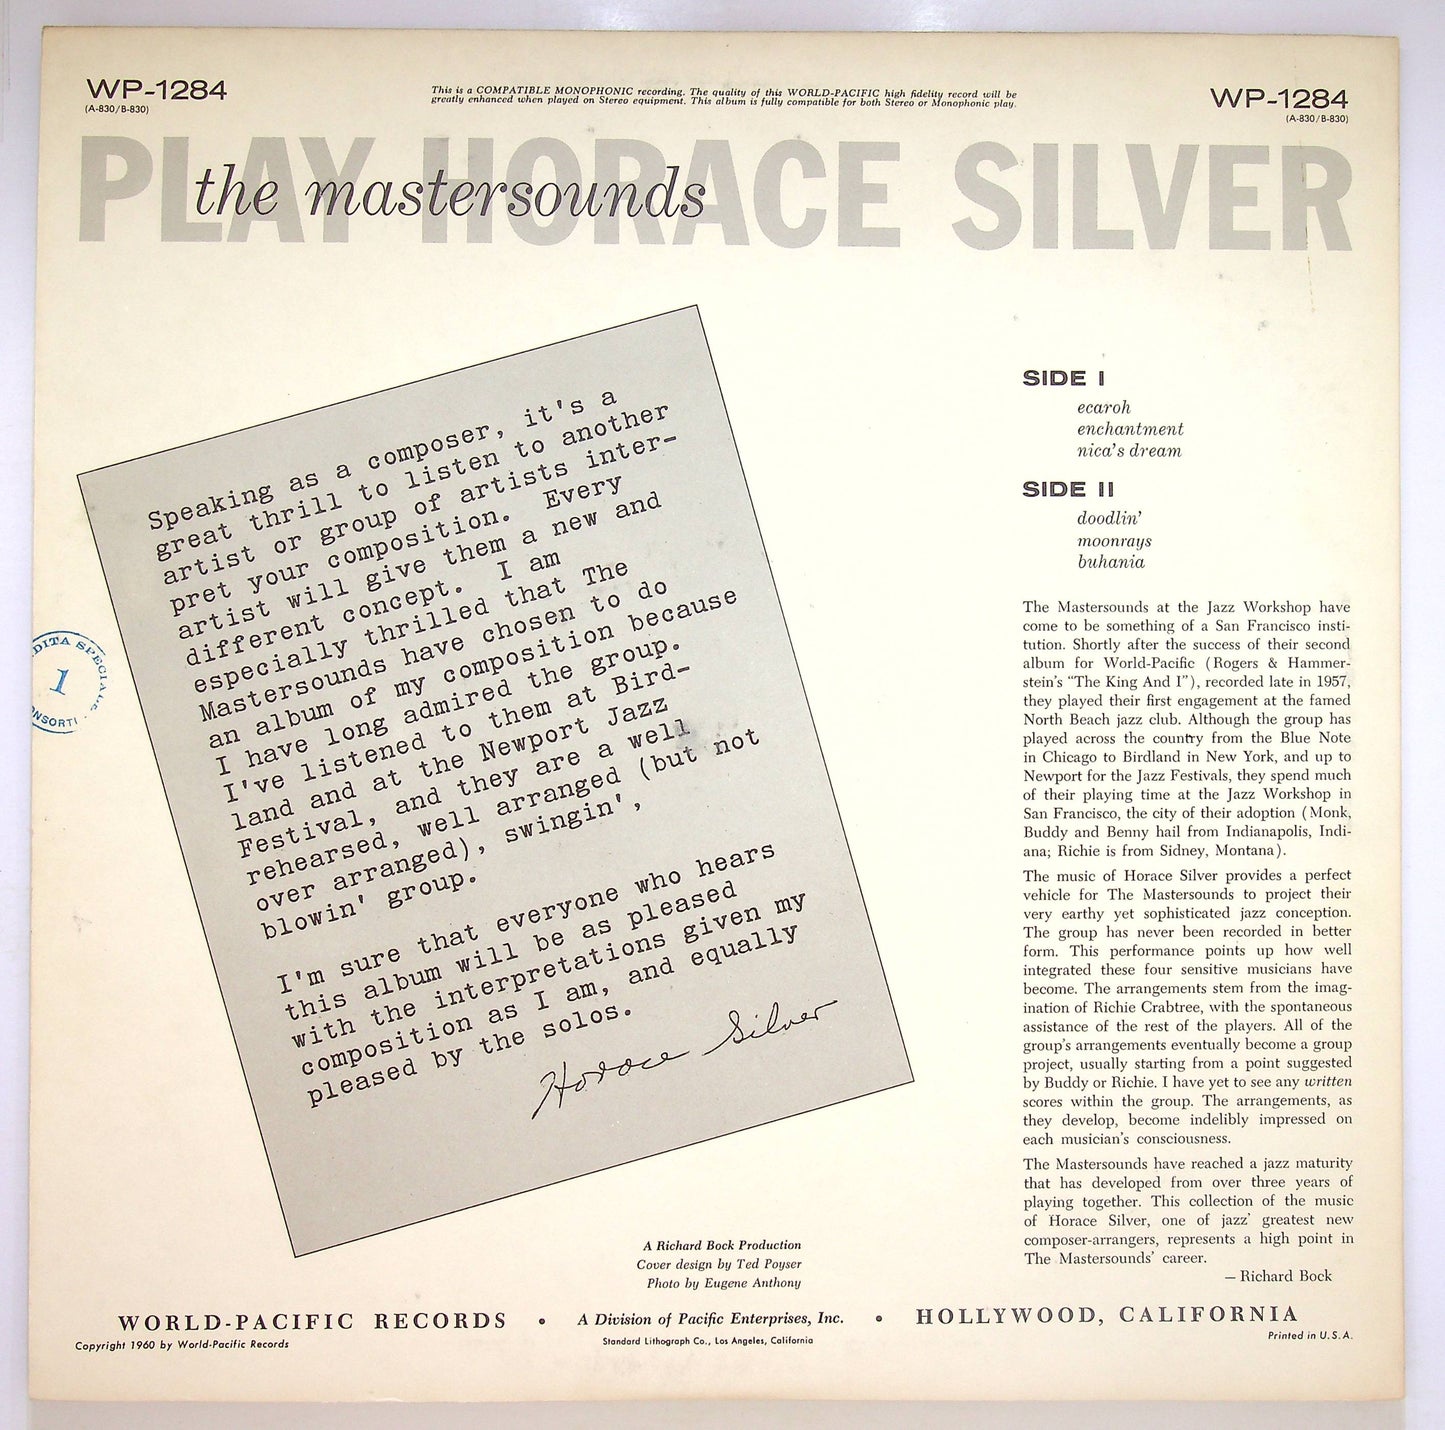 WP-1284
(A-830/B-830)
This is a COMPATIBLE MONOPHONIC recording. The quality of this WORLD-PACIFIC high fidelity record will be
greatly enhanced when played on Stereo equipment. This album is fully compatible for both Stereo or Monophonic play.
WP-1284
(A-830/B-830)
PLAY HORACE SILVER
the mastersounds
Speaking as a composer, it's a
great thrill to listen to another
artist or group of artists inter-
pret your composition. Every
artist will give them a new and
different concept. I am
especially thrilled that The
Mastersounds have chosen to do
an album of my composition because
I have long admired the group.
I've listened to them at Bird-
land and at the Newport Jazz
Festival, and they are a well
rehearsed, well arranged (but not
over arranged), swingin',
blowin' group.
I'm sure that everyone who hears
this album will be as pleased
with the interpretations given my
composition as I am, and equally
pleased by the solos.
Horace Silver
DITA SPECIALE
1
NSORTI
SIDE I
ecaroh
enchantment
nica's dream
SIDE II
doodlin'
moonrays
buhania
The Mastersounds at the Jazz Workshop have
come to be something of a San Francisco insti-
tution. Shortly after the success of their second
album for World-Pacific (Rogers & Hammer-
stein's "The King And I"), recorded late in 1957,
they played their first engagement at the famed
North Beach jazz club. Although the group has
played across the country from the Blue Note
in Chicago to Birdland in New York, and up to
Newport for the Jazz Festivals, they spend much
of their playing time at the Jazz Workshop in
San Francisco, the city of their adoption (Monk,
Buddy and Benny hail from Indianapolis, Indi-
ana; Richie is from Sidney, Montana).
The music of Horace Silver provides a perfect
vehicle for The Mastersounds to project their
very earthy yet sophisticated jazz conception.
The group has never been recorded in better
form. This performance points up how well
integrated these four sensitive musicians have
become. The arrangements stem from the imag-
ination of Richie Crabtree, with the spontaneous
assistance of the rest of the players. All of the
group's arrangements eventually become a group
project, usually starting from a point suggested
by Buddy or Richie. I have yet to see any written
scores within the group. The arrangements, as
they develop, become indelibly impressed on
each musician's consciousness.
The Mastersounds have reached a jazz maturity
that has developed from over three years of
playing together. This collection of the music
of Horace Silver, one of jazz' greatest new
composer-arrangers, represents a high point in
The Mastersounds' career.
— Richard Bock
A Richard Bock Production
Cover design by Ted Poyser
Photo by Eugene Anthony
WORLD-PACIFIC RECORDS • A Division of Pacific Enterprises, Inc. • HOLLYWOOD, CALIFORNIA
Copyright 1960 by World-Pacific Records
Standard Lithograph Co., Los Angeles, California
Printed in U.S.A.